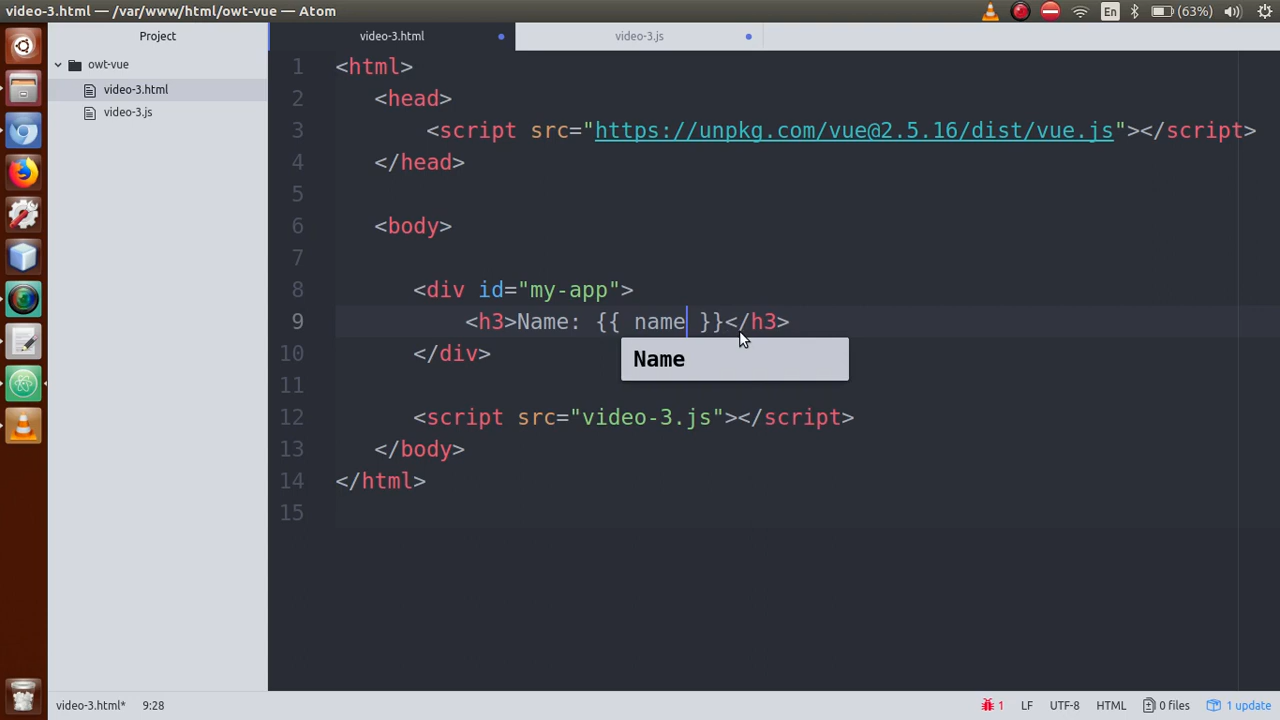 video-3.html — /var/www/html/owt-vue — Atom
En
(63%)
Project
video-3.html
video-3.js
owt-vue
video-3.html
video-3.js
1 <html>
2 <head>
3 <script src="https://unpkg.com/vue@2.5.16/dist/vue.js"></script>
4 </head>
5
6 <body>
7
8 <div id="my-app">
9 <h3>Name: {{ name }}</h3>
Name
10 </div>
11
12 <script src="video-3.js"></script>
13 </body>
14 </html>
15
video-3.html* 9:28
1 LF UTF-8 HTML 0 files 1 update